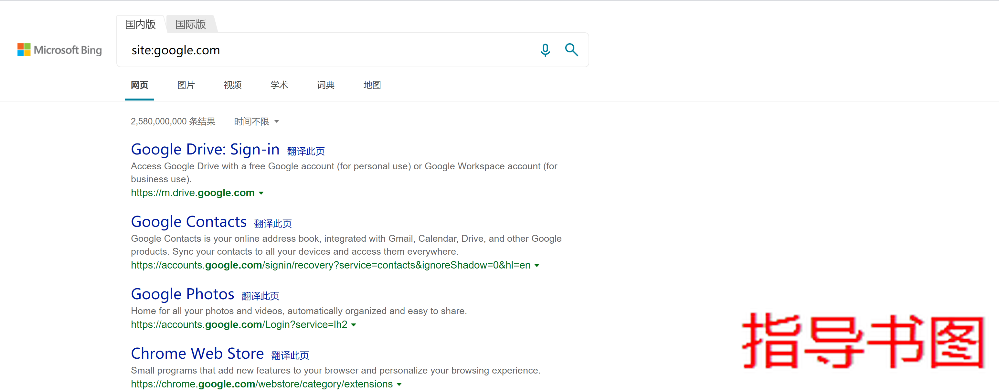 国内版 国际版
Microsoft Bing
site:google.com
网页 图片 视频 学术 词典 地图
2,580,000,000 条结果 时间不限
Google Drive: Sign-in 翻译此页
Access Google Drive with a free Google account (for personal use) or Google Workspace account (for
business use).
https://m.drive.google.com
Google Contacts 翻译此页
Google Contacts is your online address book, integrated with Gmail, Calendar, Drive, and other Google
products. Sync your contacts to all your devices and access them everywhere.
https://accounts.google.com/signin/recovery?service=contacts&ignoreShadow=0&hl=en
Google Photos 翻译此页
Home for all your photos and videos, automatically organized and easy to share.
https://accounts.google.com/Login?service=lh2
Chrome Web Store 翻译此页
Small programs that add new features to your browser and personalize your browsing experience.
https://chrome.google.com/webstore/category/extensions
指导书图